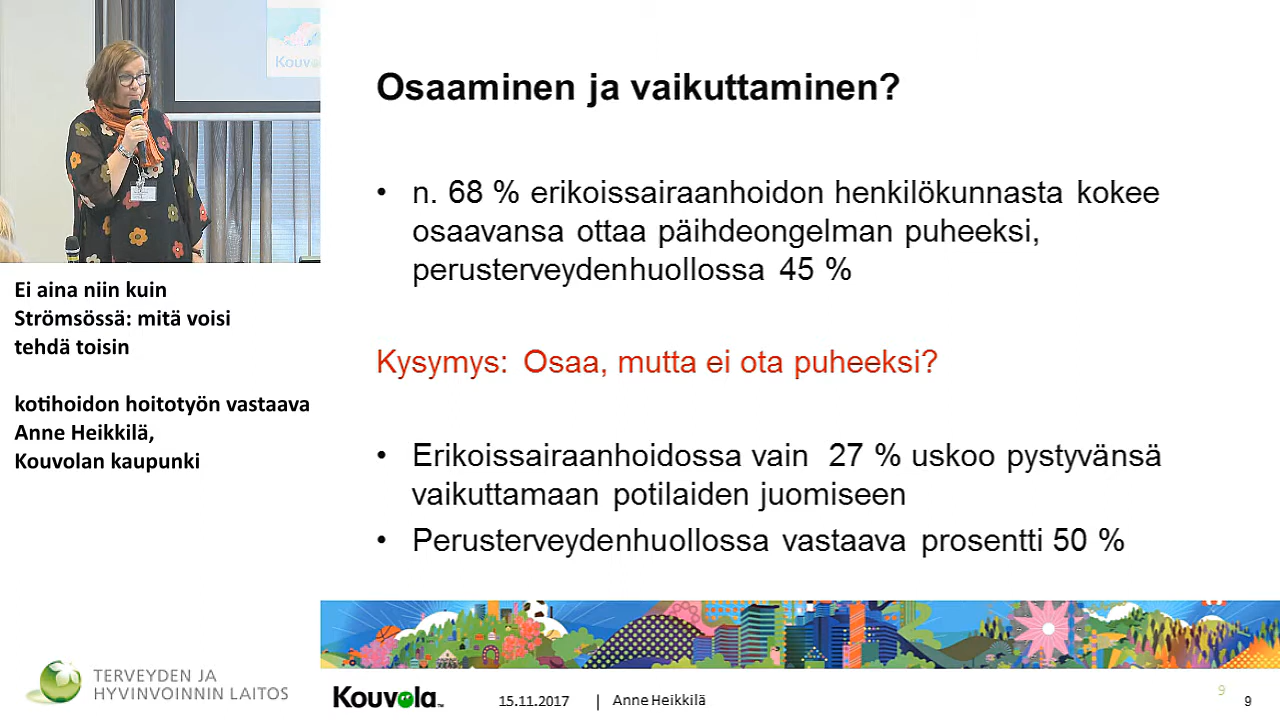 Kouv
Osaaminen ja vaikuttaminen?
• n. 68 % erikoissairaanhoidon henkilökunnasta kokee
osaavansa ottaa päihdeongelman puheeksi,
perusterveydenhuollossa 45 %
Kysymys: Osaa, mutta ei ota puheeksi?
• Erikoissairaanhoidossa vain 27 % uskoo pystyvänsä
vaikuttamaan potilaiden juomiseen
• Perusterveydenhuollossa vastaava prosentti 50 %
Ei aina niin kuin
Strömsössä: mitä voisi
tehdä toisin
kotihoidon hoitotyön vastaava
Anne Heikkilä,
Kouvolan kaupunki
TERVEYDEN JA
HYVINVOINNIN LAITOS
Kouvola™
15.11.2017 | Anne Heikkilä
9
9